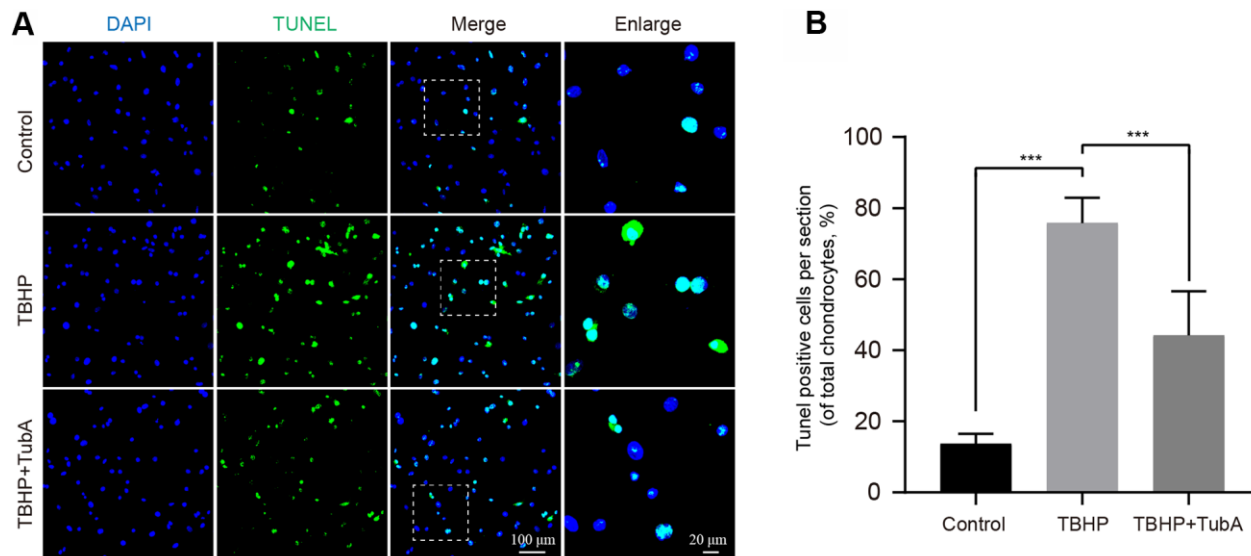 A
DAPI
TUNEL
Merge
Enlarge
Control
TBHP
TBHP+TubA
100 μm
20 μm
B
Tunel positive cells per section
(of total chondrocytes, %)
100
80
60
40
20
0
***
***
Control
TBHP
TBHP+TubA